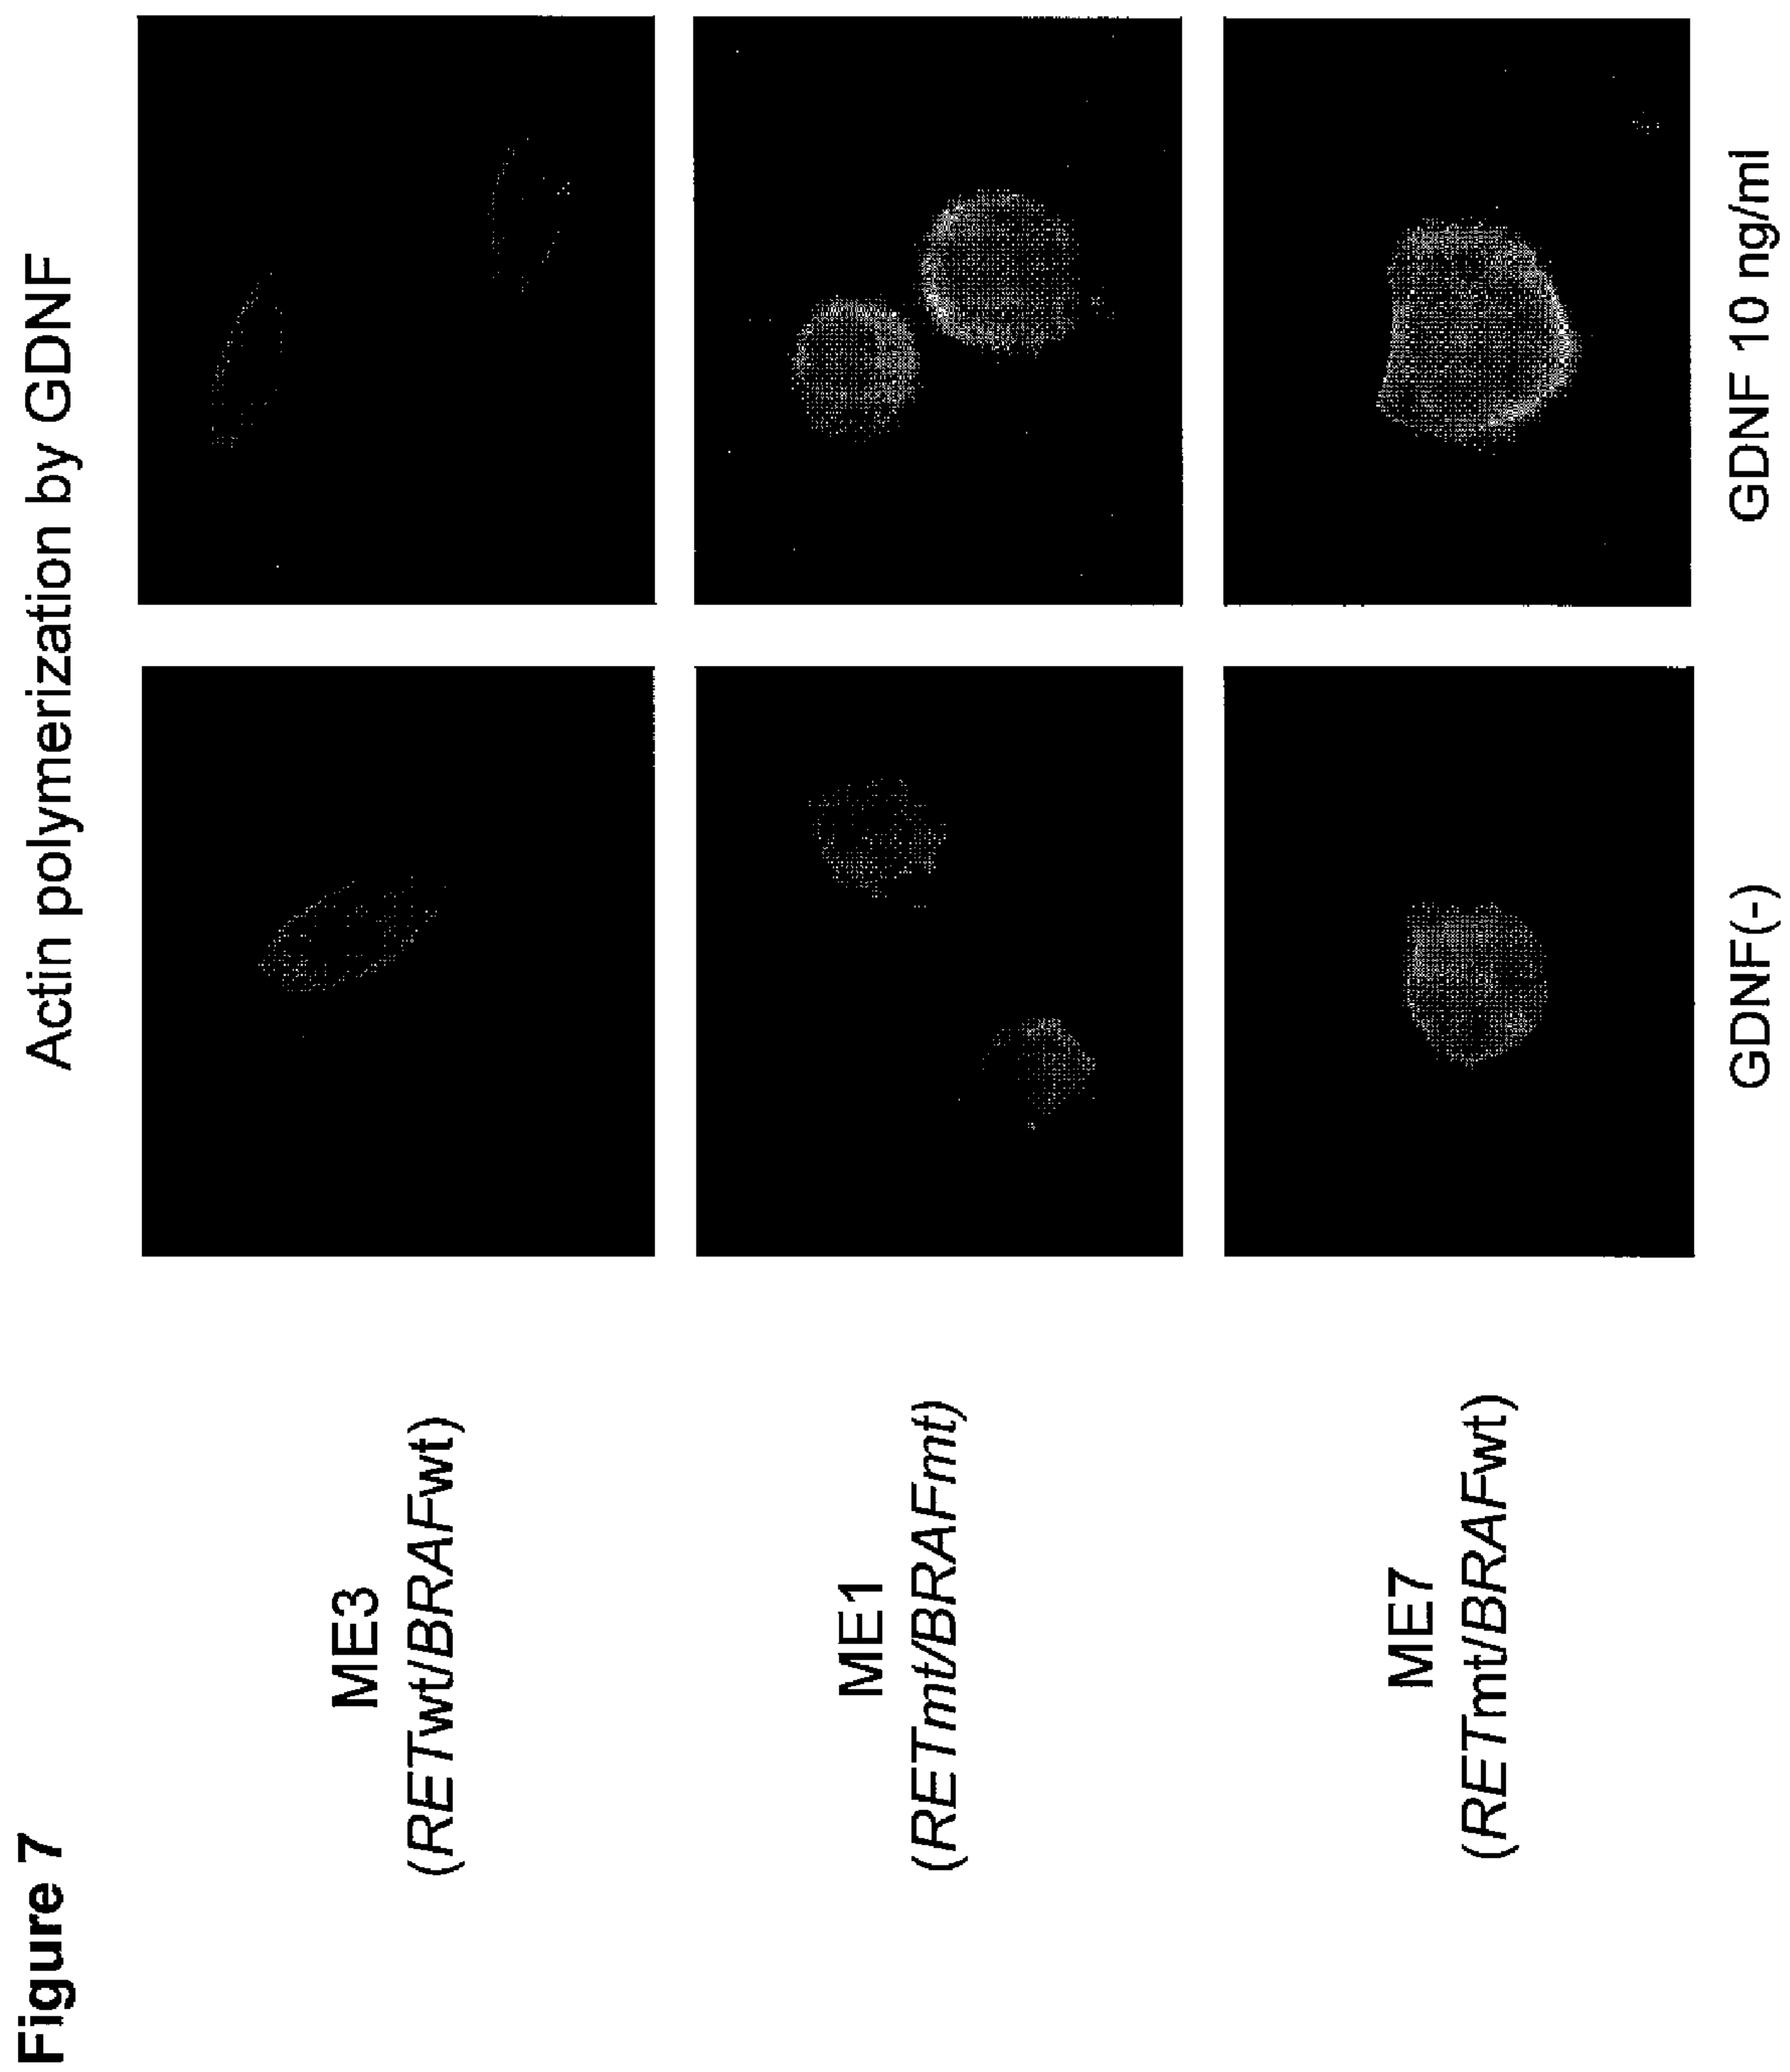 Figure 7
Actin polymerization by GDNF
ME3
(RETwt/BRAFwt)
ME1
(RETmt/BRAFmt)
ME7
(RETmt/BRAFwt)
GDNF(-)
GDNF 10 ng/ml